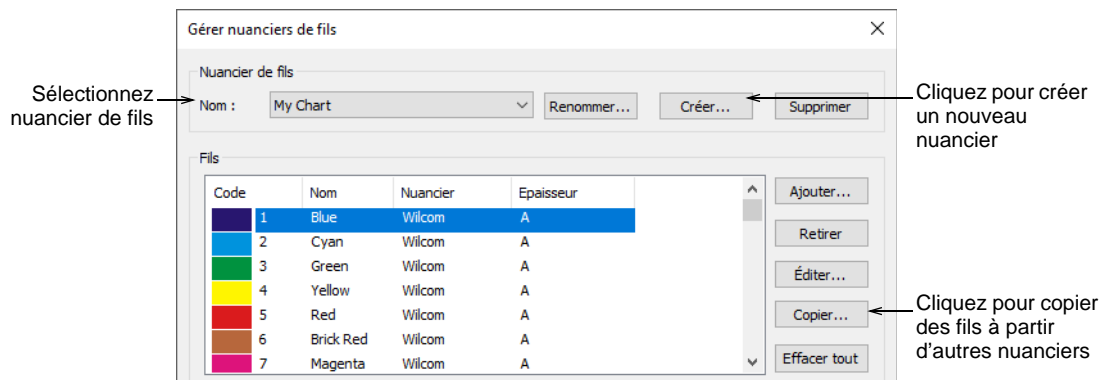 Gérer nuanciers de fils
Nuancier de fils
Sélectionnez
nuancier de fils
Nom : My Chart Renommer... Créer... Supprimer
Cliquez pour créer
un nouveau
nuancier
Fils
Code Nom Nuancier Epaisseur
1 Blue Wilcom A
2 Cyan Wilcom A
3 Green Wilcom A
4 Yellow Wilcom A
5 Red Wilcom A
6 Brick Red Wilcom A
7 Magenta Wilcom A
Ajouter...
Retirer
Éditer...
Copier...
Effacer tout
Cliquez pour copier
des fils à partir
d'autres nuanciers